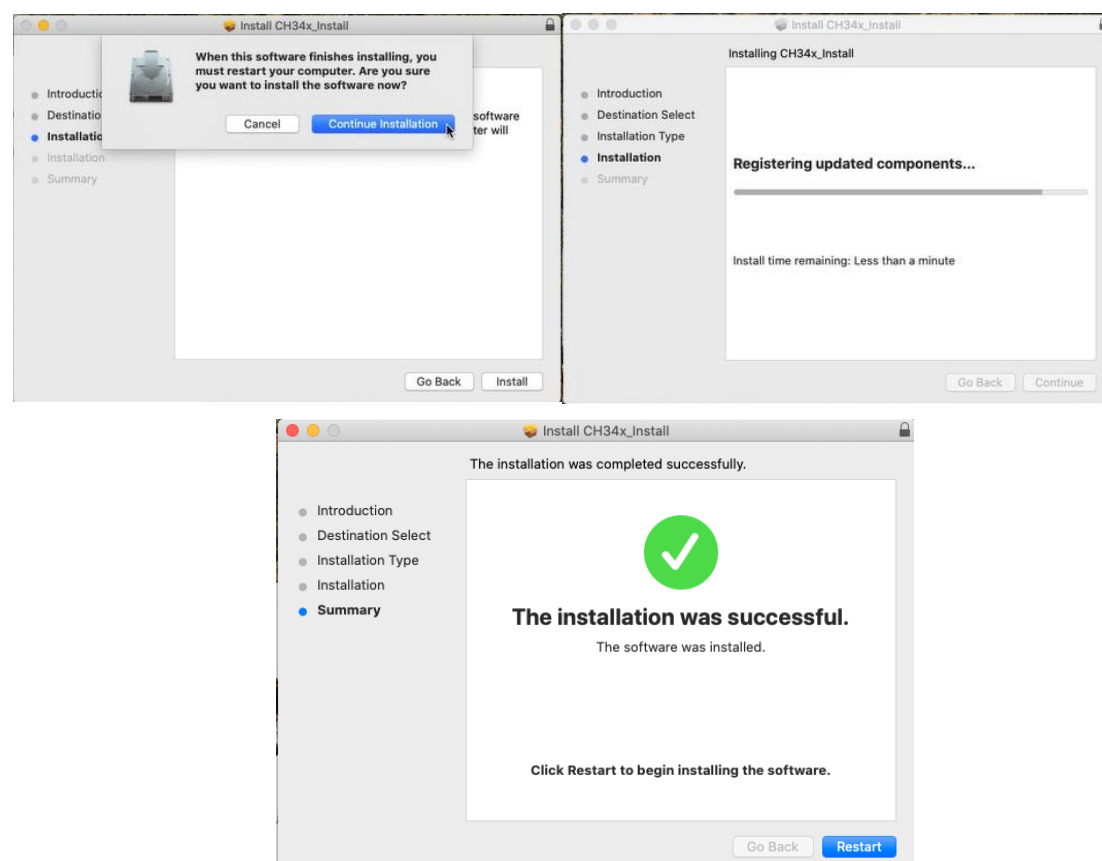 Install CH34x_Install
When this software finishes installing, you
must restart your computer. Are you sure
you want to install the software now?
Cancel
Continue Installation
Introductio
Destinatio
software
Installatio
ter will
Installation
Summary
Go Back
Install
Install CH34x_Install
Installing CH34x_Install
Introduction
Destination Select
Installation Type
Installation
Summary
Registering updated components...
Install time remaining: Less than a minute
Go Back
Continue
Install CH34x_Install
The installation was completed successfully.
Introduction
Destination Select
Installation Type
Installation
Summary
The installation was successful.
The software was installed.
Click Restart to begin installing the software.
Go Back
Restart